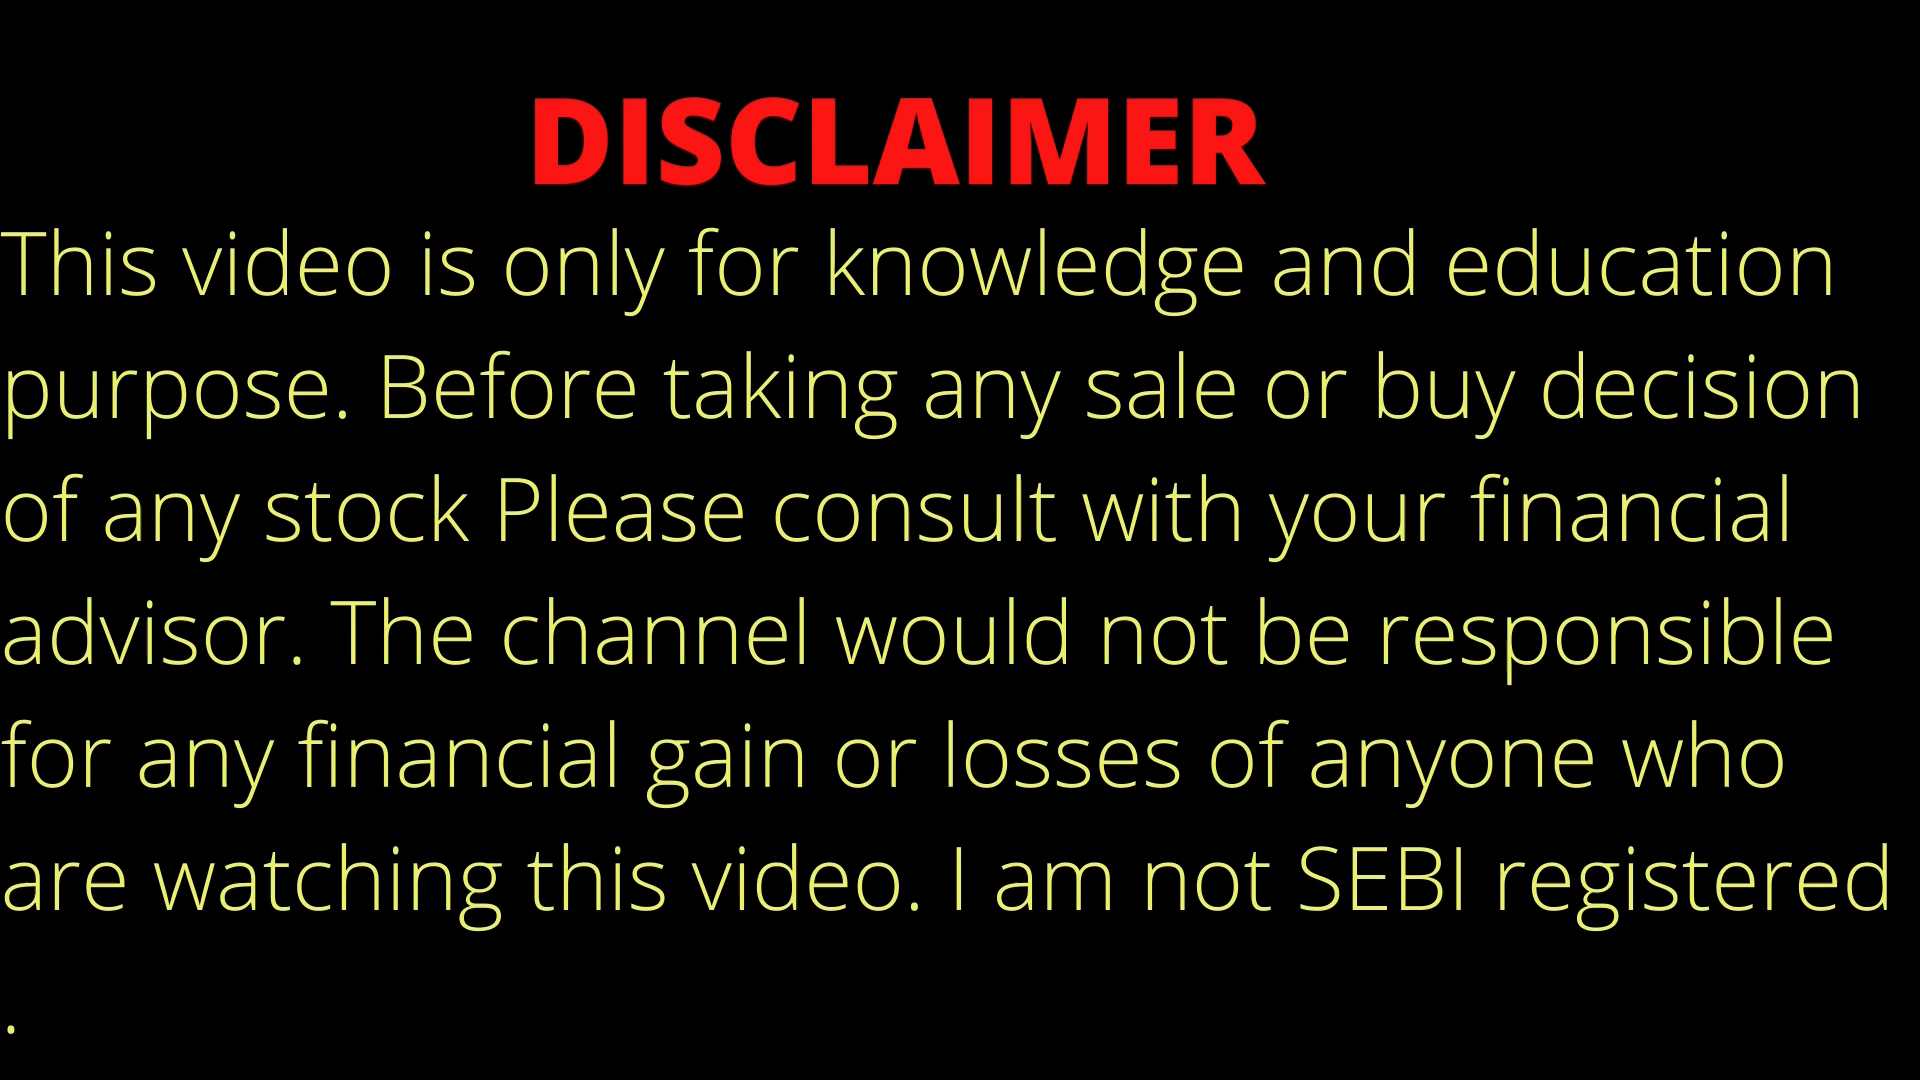 DISCLAIMER
This video is only for knowledge and education
purpose. Before taking any sale or buy decision
of any stock Please consult with your financial
advisor. The channel would not be responsible
for any financial gain or losses of anyone who
are watching this video. I am not SEBI registered
.